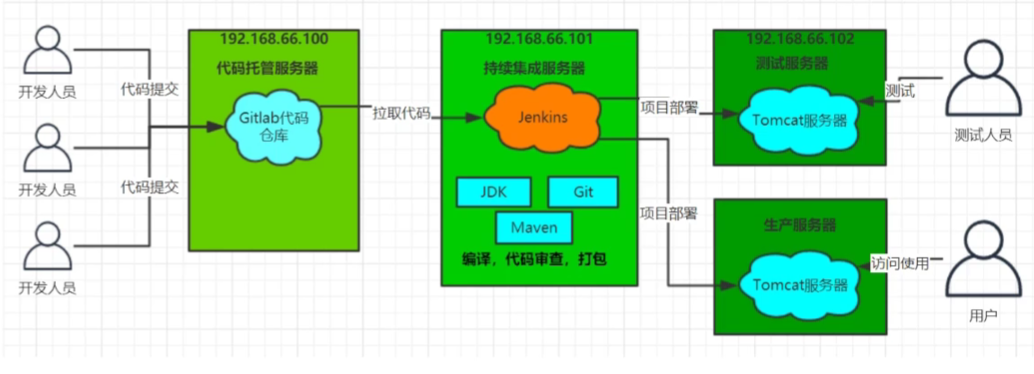 开发人员
开发人员
开发人员
代码提交
代码提交
192.168.66.100
代码托管服务器
Gitlab代码
仓库
拉取代码
192.168.66.101
持续集成服务器
Jenkins
JDK
Git
Maven
编译，代码审查，打包
项目部署
项目部署
192.168.66.102
测试服务器
Tomcat服务器
测试
测试人员
生产服务器
Tomcat服务器
访问使用
用户